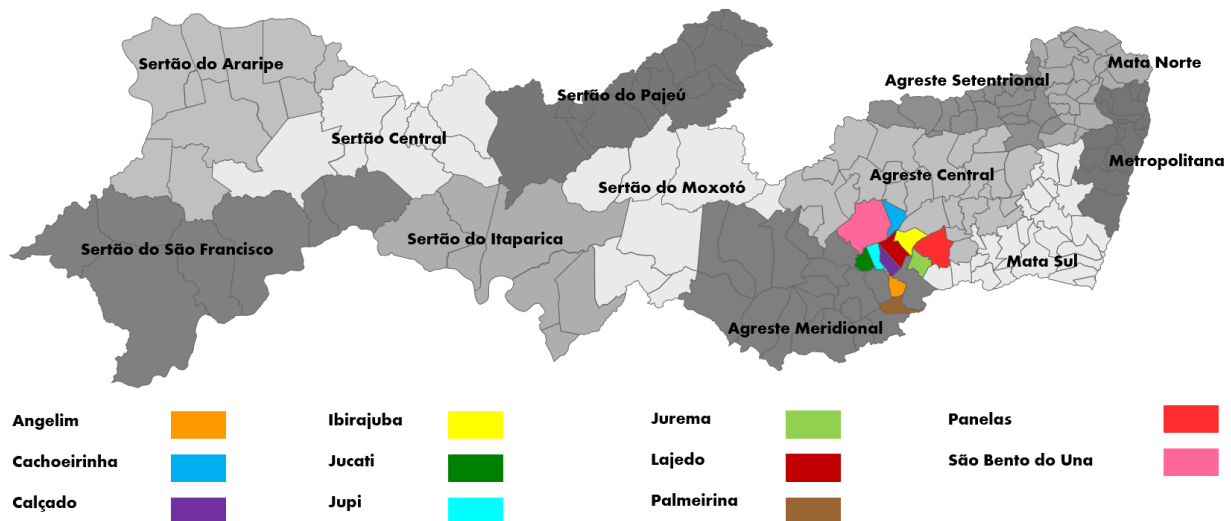 Sertão do Araripe
Mata Norte
Agreste Setentrional
Sertão do Pajeú
Sertão Central
Metropolitana
Agreste Central
Sertão do Moxotó
Sertão do Itaparica
Sertão do São Francisco
Mata Sul
Agreste Meridional
Angelim
Ibirajuba
Jurema
Panelas
Cachoeirinha
Jucati
Lajedo
São Bento do Una
Calçado
Jupi
Palmeirina